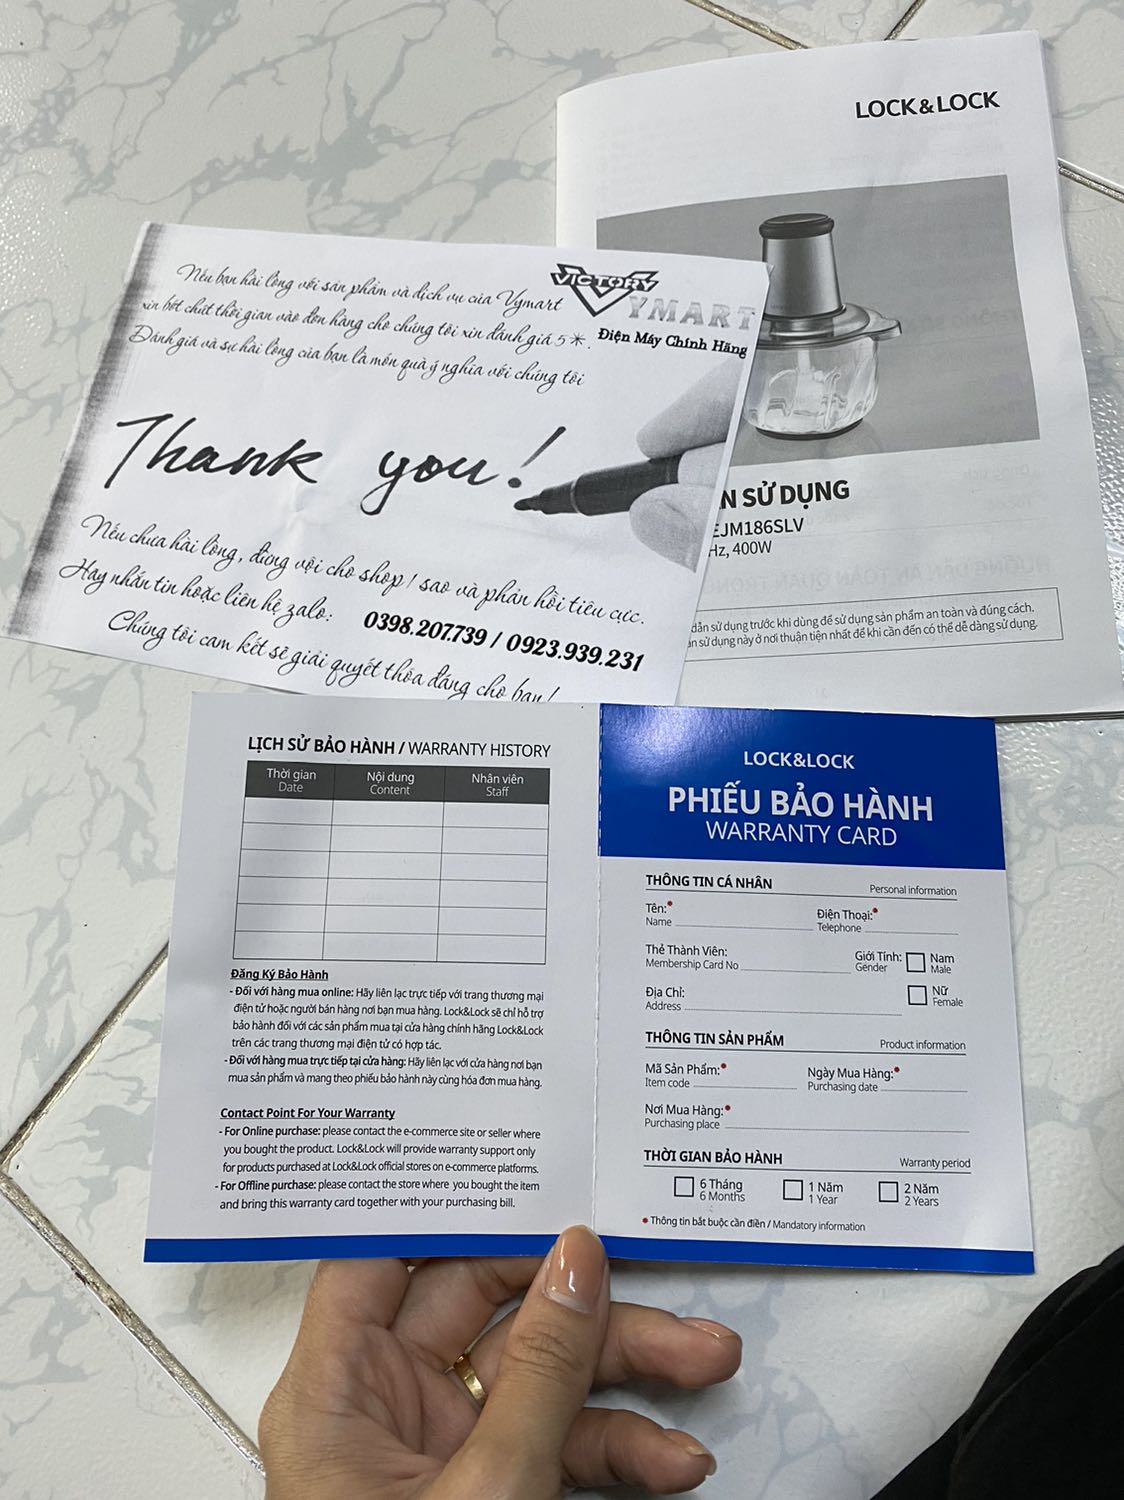 LOCK&LOCK
N SỬ DỤNG
EJM186SLV
Hz, 400W
dẫn sử dụng trước khi dùng để sử dụng sản phẩm an toàn và đúng cách.
sử dụng này ở nơi thuận tiện nhất để khi cần đến có thể dễ dàng sử dụng.
VICTORY
YMART
Điện Máy Chính Hãng
Nếu bạn hài lòng với sản phẩm và dịch vụ của Vymart
xin bớt chút thời gian vào đơn hàng cho chúng tôi xin đánh giá 5*.
Đánh giá và sự hài lòng của bạn là món quà ý nghĩa với chúng tôi
Thank you!
Nếu chưa hài lòng, đừng vội cho shop 1 sao và phản hồi tiêu cực.
Hay nhắn tin hoặc liên hệ zalo: 0398.207.739 / 0923.939.231
Chúng tôi cam kết sẽ giải quyết thỏa đáng cho bạn!
LỊCH SỬ BẢO HÀNH / WARRANTY HISTORY
Thời gian Nội dung Nhân viên
Date Content Staff
Đăng Ký Bảo Hành
- Đối với hàng mua online: Hãy liên lạc trực tiếp với trang thương mại
điện tử hoặc người bán hàng nơi bạn mua hàng. Lock&Lock sẽ chỉ hỗ trợ
bảo hành đối với các sản phẩm mua tại cửa hàng chính hãng Lock&Lock
trên các trang thương mại điện tử có hợp tác.
- Đối với hàng mua trực tiếp tại cửa hàng: Hãy liên lạc với cửa hàng nơi bạn
mua sản phẩm và mang theo phiếu bảo hành này cùng hóa đơn mua hàng.
Contact Point For Your Warranty
- For Online purchase: please contact the e-commerce site or seller where
you bought the product. Lock&Lock will provide warranty support only
for products purchased at Lock&Lock official stores on e-commerce platforms.
- For Offline purchase: please contact the store where you bought the item
and bring this warranty card together with your purchasing bill.
LOCK&LOCK
PHIẾU BẢO HÀNH
WARRANTY CARD
THÔNG TIN CÁ NHÂN Personal information
Tên:* Điện Thoại:*
Name Telephone
Thẻ Thành Viên: Giới Tính: Nam
Membership Card No Gender Male
Địa Chỉ: Nữ
Address Female
THÔNG TIN SẢN PHẨM Product information
Mã Sản Phẩm:* Ngày Mua Hàng:*
Item code Purchasing date
Nơi Mua Hàng:*
Purchasing place
THỜI GIAN BẢO HÀNH Warranty period
6 Tháng 1 Năm 2 Năm
6 Months 1 Year 2 Years
* Thông tin bắt buộc cần điền / Mandatory information